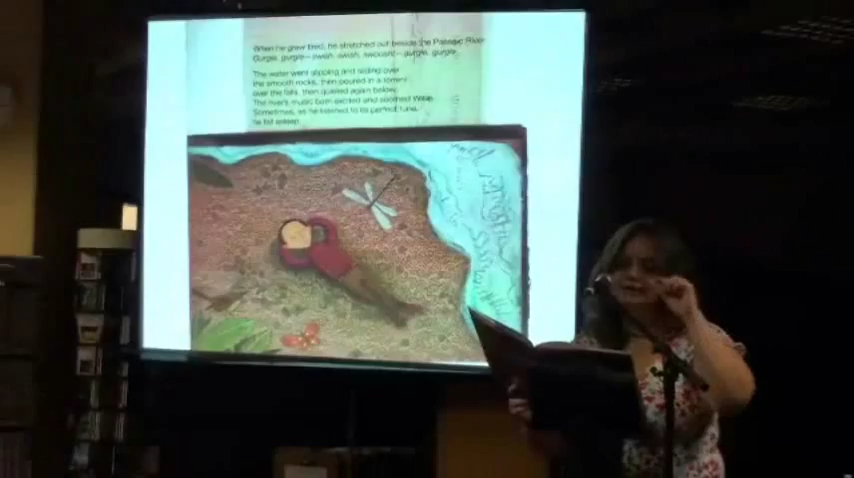 When he grew tired, he stretched out beside the Passaic River
Gurgle, gurgle—swish, swish, swoosh!—gurgle, gurgle.
The water went slipping and sliding over
the smooth rocks, then poured in a torrent
over the falls, then quieted again below.
The river's music both excited and soothed Willie.
Sometimes, as he listened to its perfect tune,
he fell asleep.